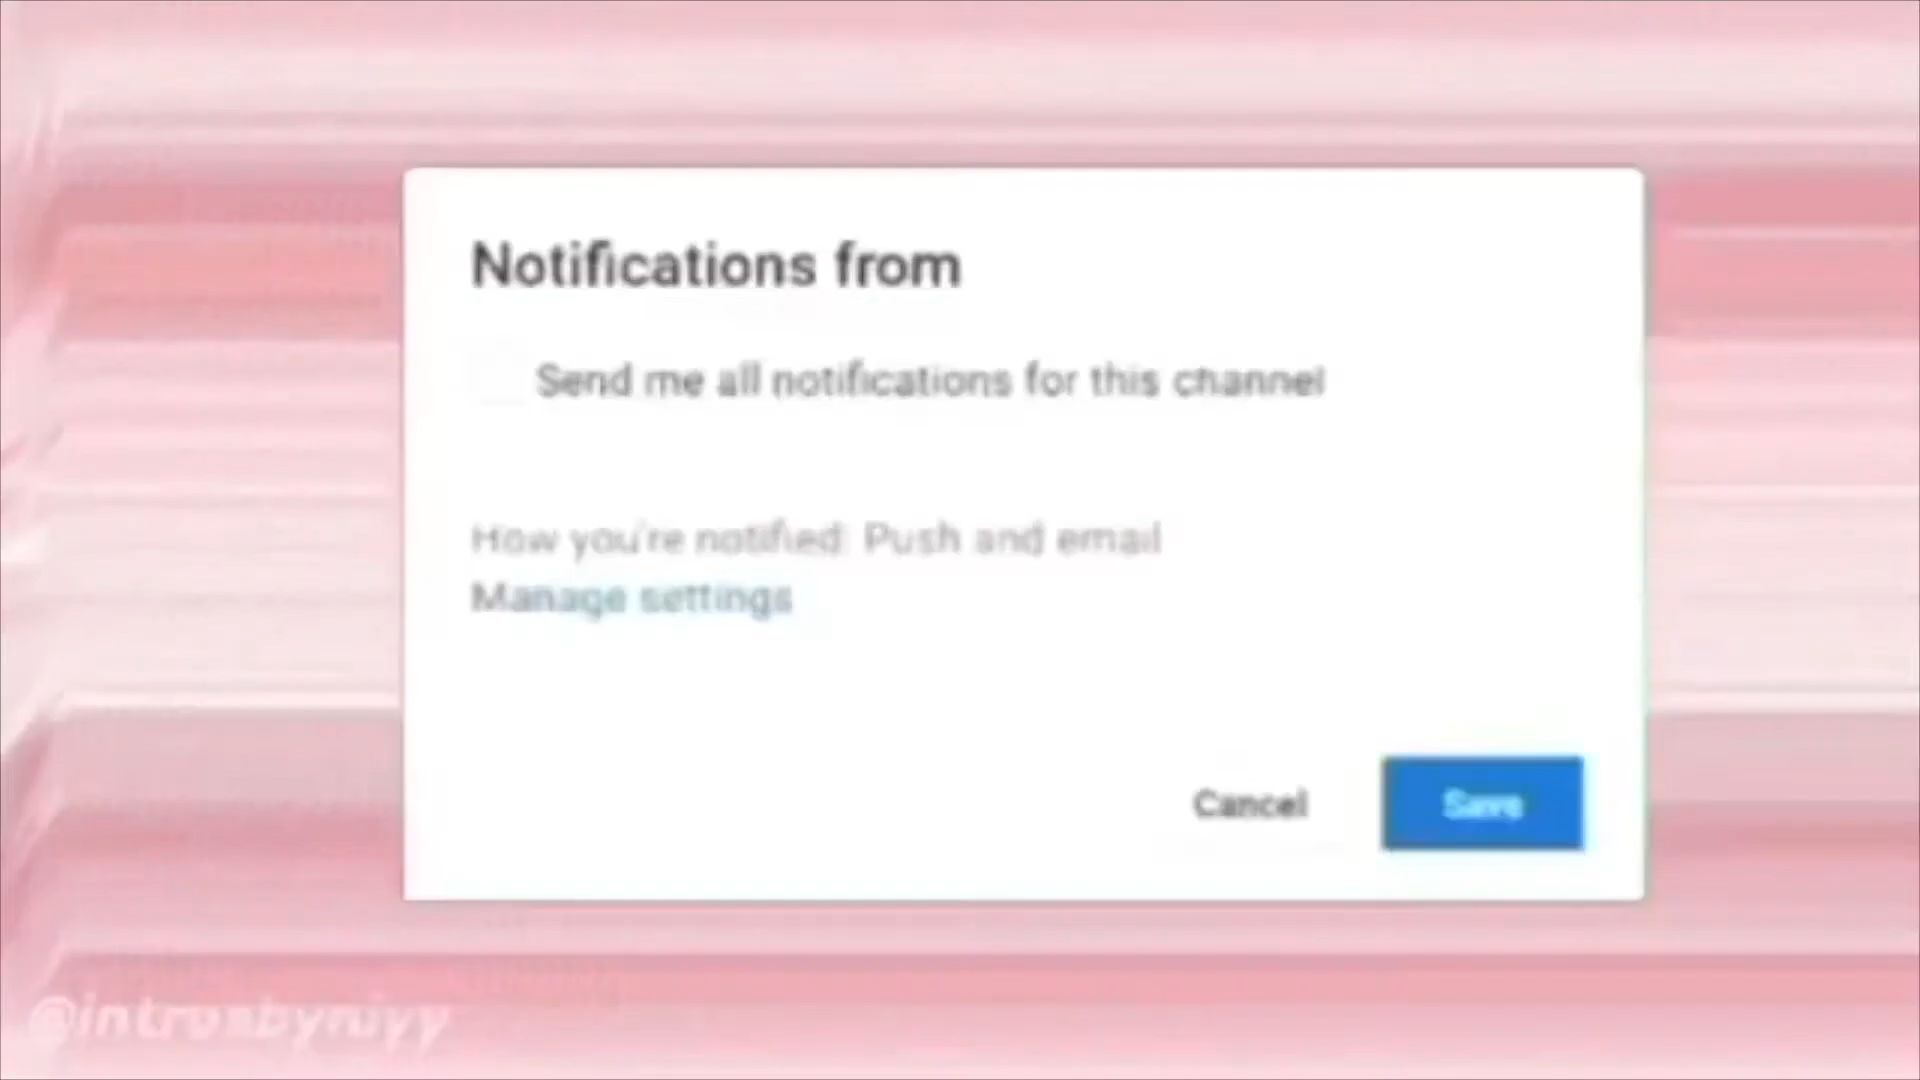 Notifications from
Send me all notifications for this channel
How you're notified: Push and email
Manage settings
Cancel
Save
@introsbyniyy